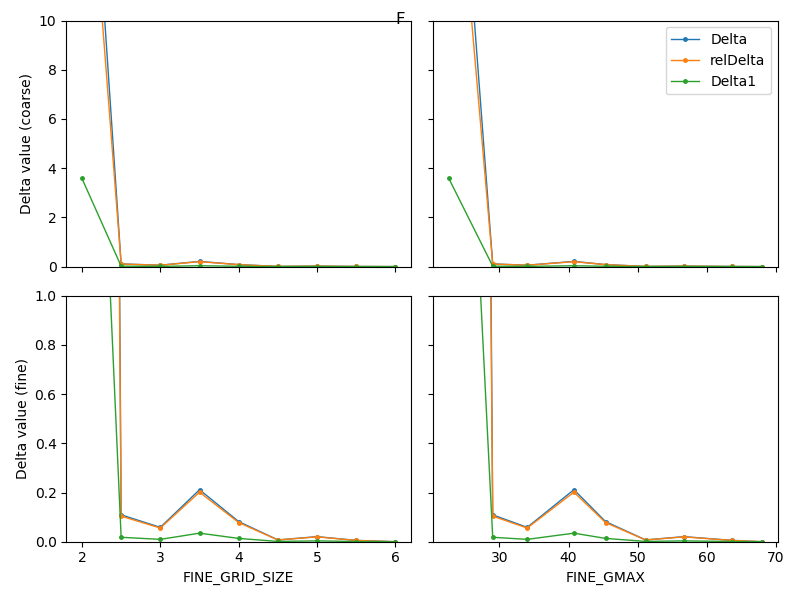 F
10
8
6
4
2
0
Delta value (coarse)
Delta
relDelta
Delta1
1.0
0.8
0.6
0.4
0.2
0.0
Delta value (fine)
2 3 4 5 6
FINE_GRID_SIZE
30 40 50 60 70
FINE_GMAX